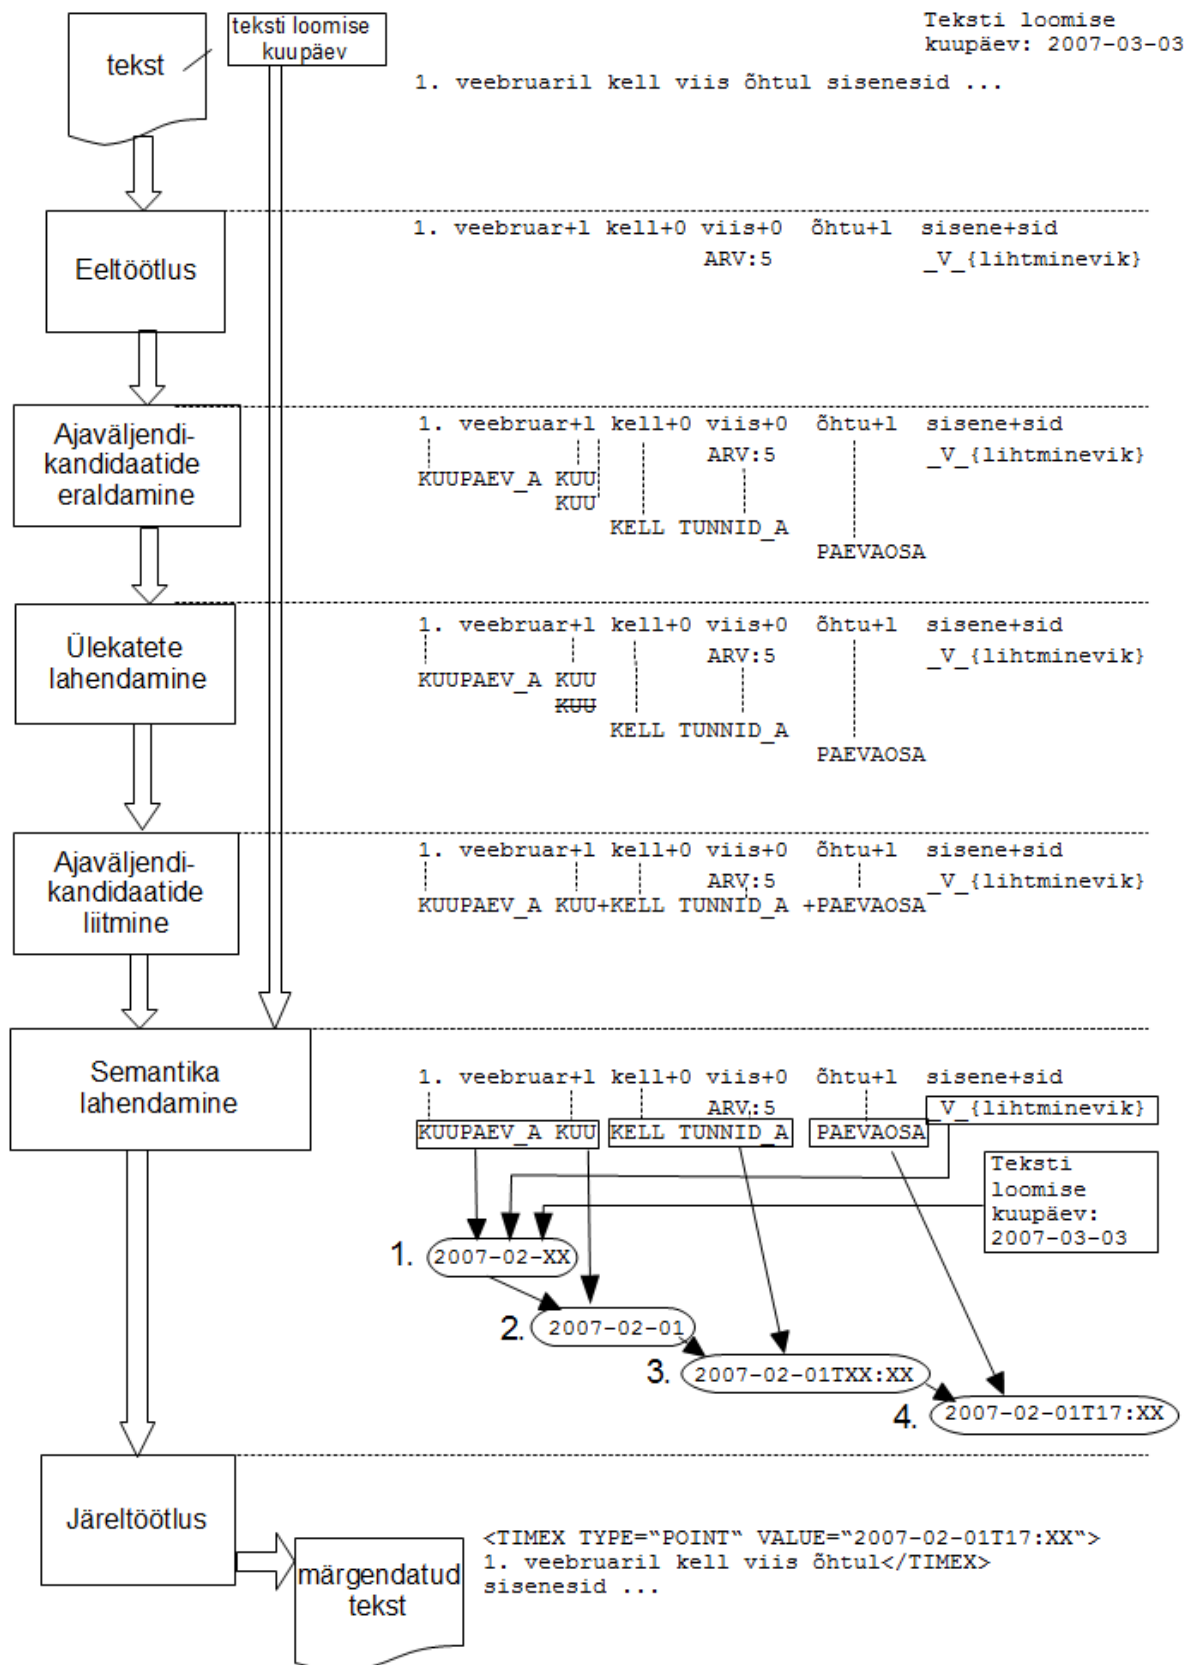 tekst
teksti loomise
kuupäev
Teksti loomise
kuupäev: 2007-03-03
1. veebruaril kell viis õhtul sisenesid ...
Eeltöötlus
1. veebruar+l kell+0 viis+0 õhtu+l sisene+sid
ARV:5 _V_{lihtminevik}
Ajaväljendi-
kandidaatide
eraldamine
1. veebruar+l kell+0 viis+0 õhtu+l sisene+sid
ARV:5 _V_{lihtminevik}
KUUPAEV_A KUU
KUU
KELL TUNNID_A
PAEVAOSA
Ülekatete
lahendamine
1. veebruar+l kell+0 viis+0 õhtu+l sisene+sid
ARV:5 _V_{lihtminevik}
KUUPAEV_A KUU
KUU
KELL TUNNID_A
PAEVAOSA
Ajaväljendi-
kandidaatide
liitmine
1. veebruar+l kell+0 viis+0 õhtu+l sisene+sid
ARV:5 _V_{lihtminevik}
KUUPAEV_A KUU+KELL TUNNID_A +PAEVAOSA
Semantika
lahendamine
1. veebruar+l kell+0 viis+0 õhtu+l sisene+sid
ARV:5 _V_{lihtminevik}
KUUPAEV_A KUU KELL TUNNID_A PAEVAOSA
Teksti
loomise
kuupäev:
2007-03-03
1. 2007-02-XX
2. 2007-02-01
3. 2007-02-01TXX:XX
4. 2007-02-01T17:XX
Järeltöötlus
märgendatud
tekst
<TIMEX TYPE="POINT" VALUE="2007-02-01T17:XX">
1. veebruaril kell viis õhtul</TIMEX>
sisenesid ...